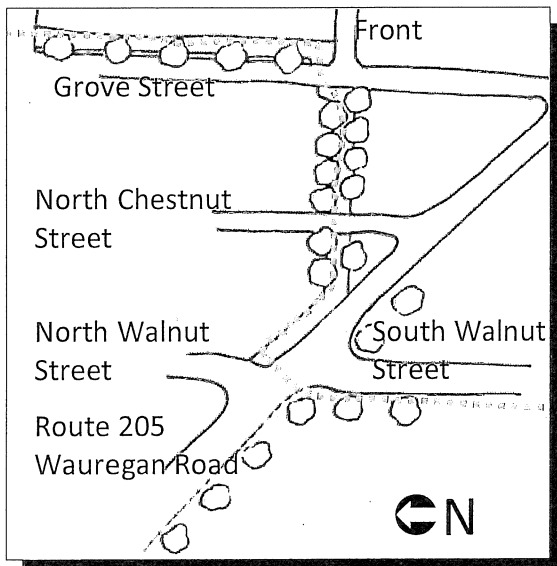 Front
Grove Street
North Chestnut
Street
North Walnut
Street
South Walnut
Street
Route 205
Wauregan Road
N